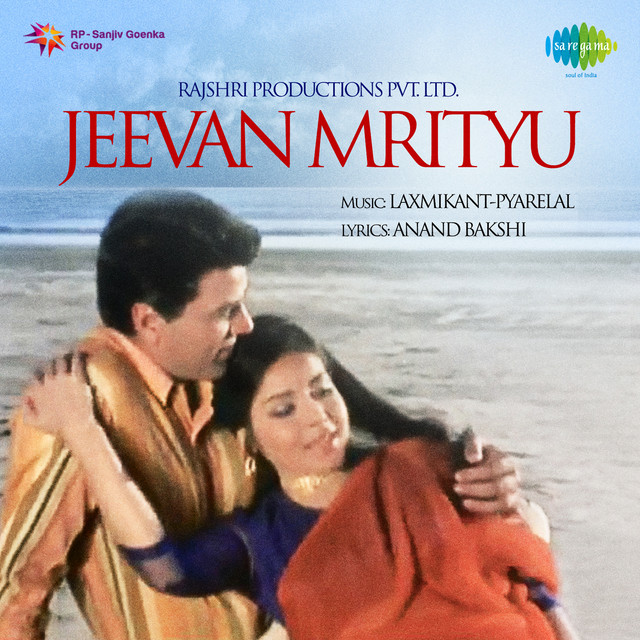 RP-Sanjiv Goenka
Group
sa re ga ma
soul of India
RAJSHRI PRODUCTIONS PVT. LTD.
JEEVAN MRITYU
MUSIC: LAXMIKANT-PYARELAL
LYRICS: ANAND BAKSHI